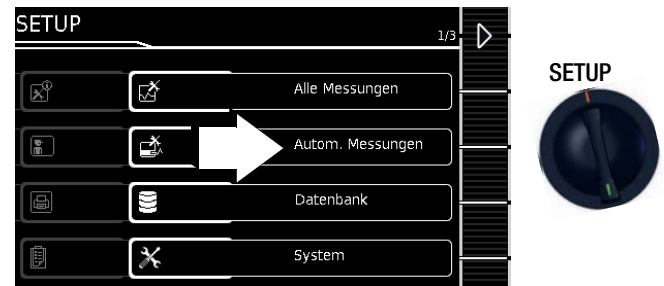 SETUP
1/3
Alle Messungen
A
Autom. Messungen
Datenbank
System
SETUP